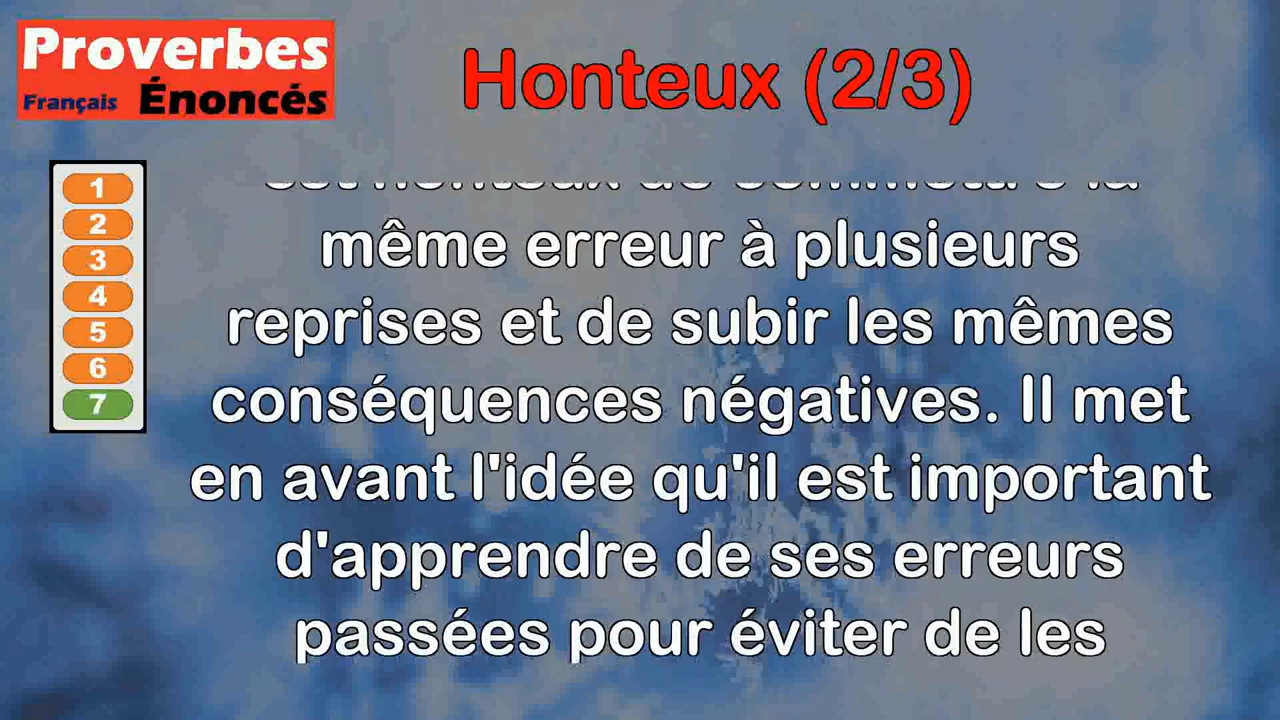 Proverbes
Français Énoncés
Honteux (2/3)
1
2
3
4
5
6
7
même erreur à plusieurs
reprises et de subir les mêmes
conséquences négatives. Il met
en avant l'idée qu'il est important
d'apprendre de ses erreurs
passées pour éviter de les